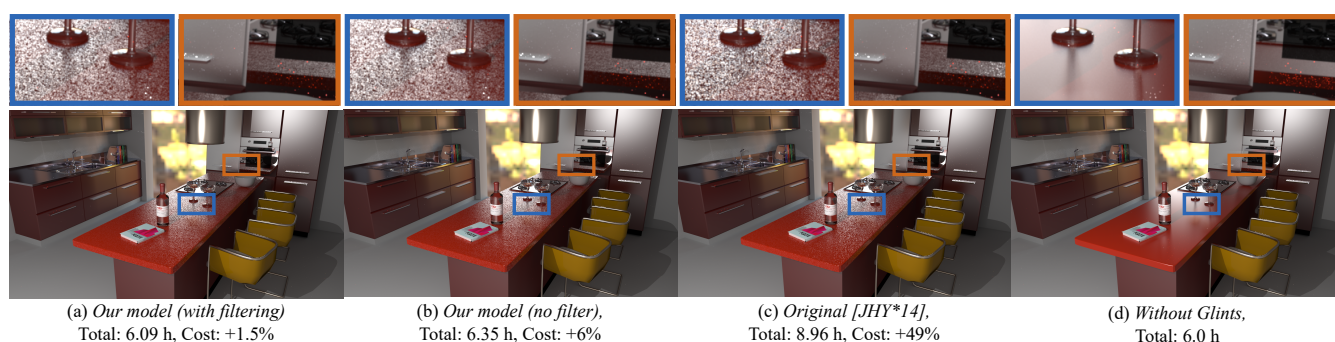 (a) Our model (with filtering)
Total: 6.09 h, Cost: +1.5%
(b) Our model (no filter),
Total: 6.35 h, Cost: +6%
(c) Original [JHY*14],
Total: 8.96 h, Cost: +49%
(d) Without Glints,
Total: 6.0 h